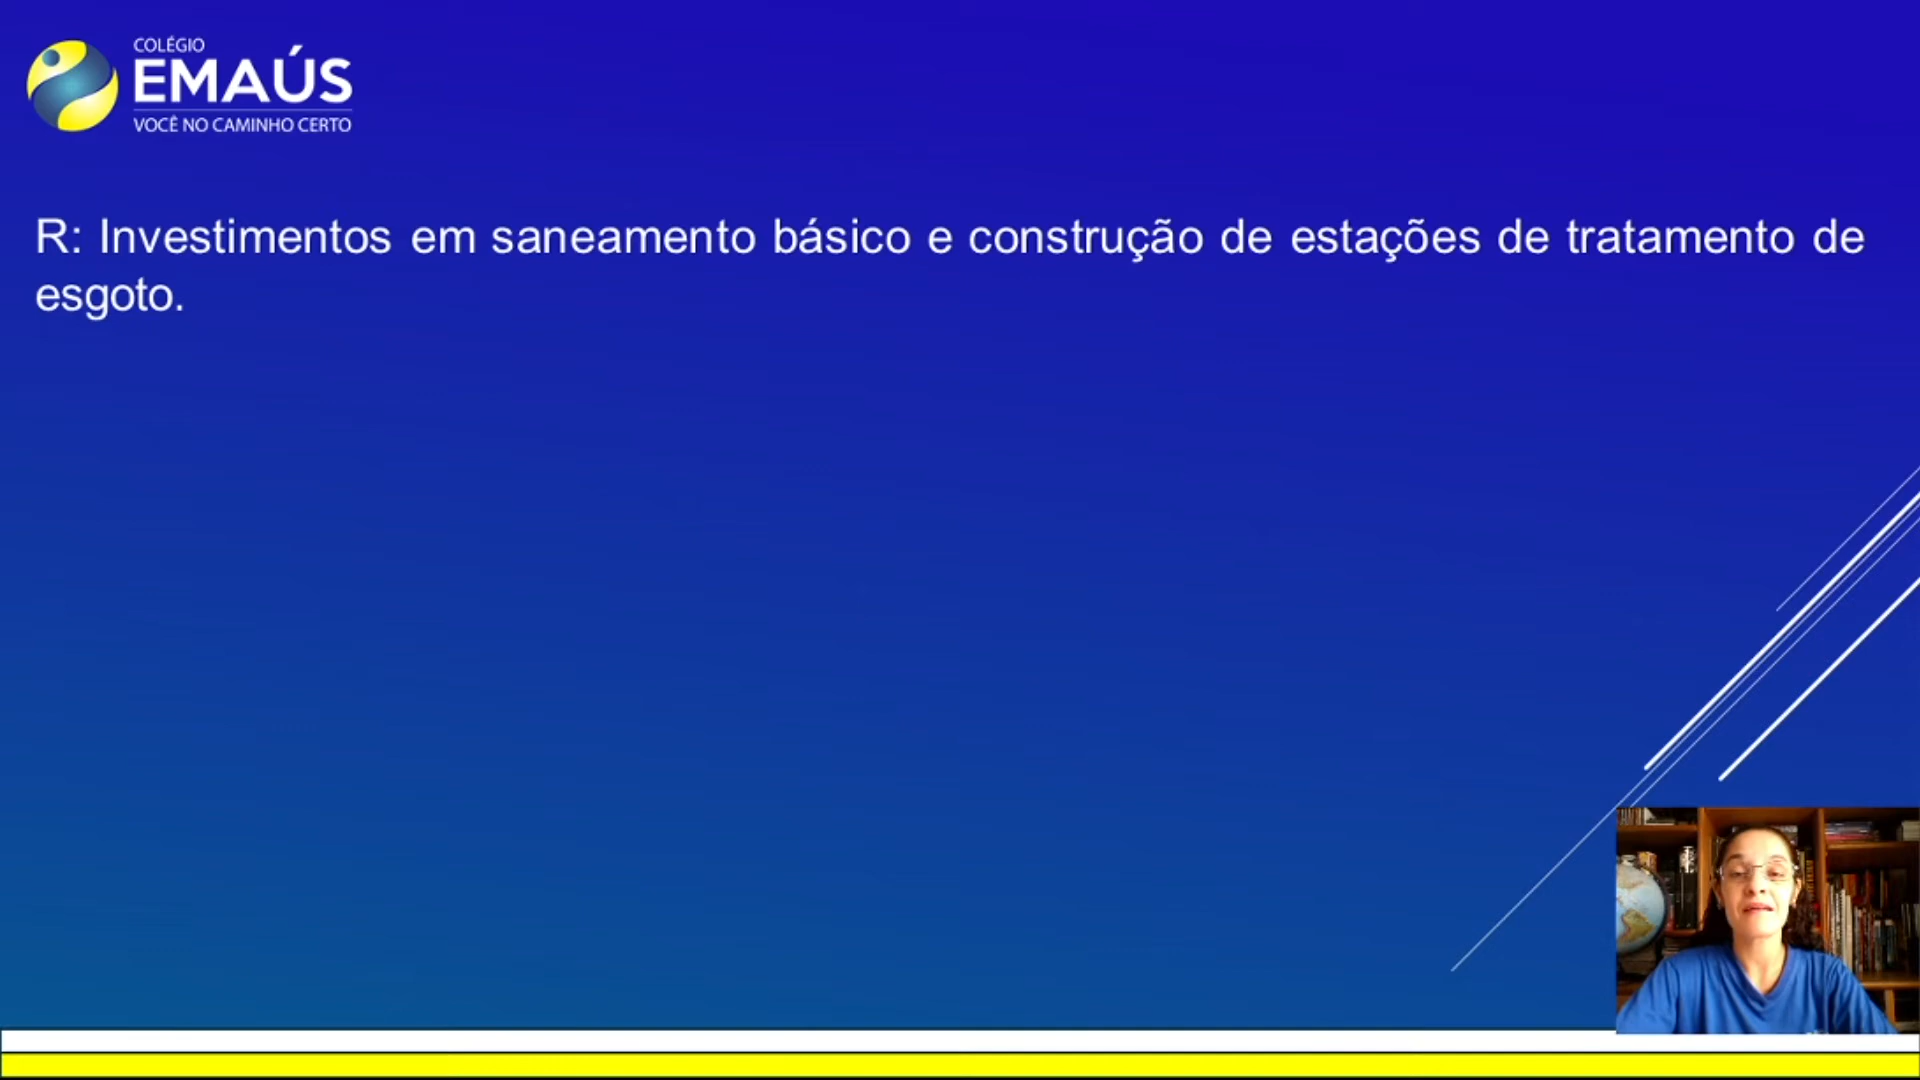 COLÉGIO
EMAÚS
VOCÊ NO CAMINHO CERTO
R: Investimentos em saneamento básico e construção de estações de tratamento de
esgoto.